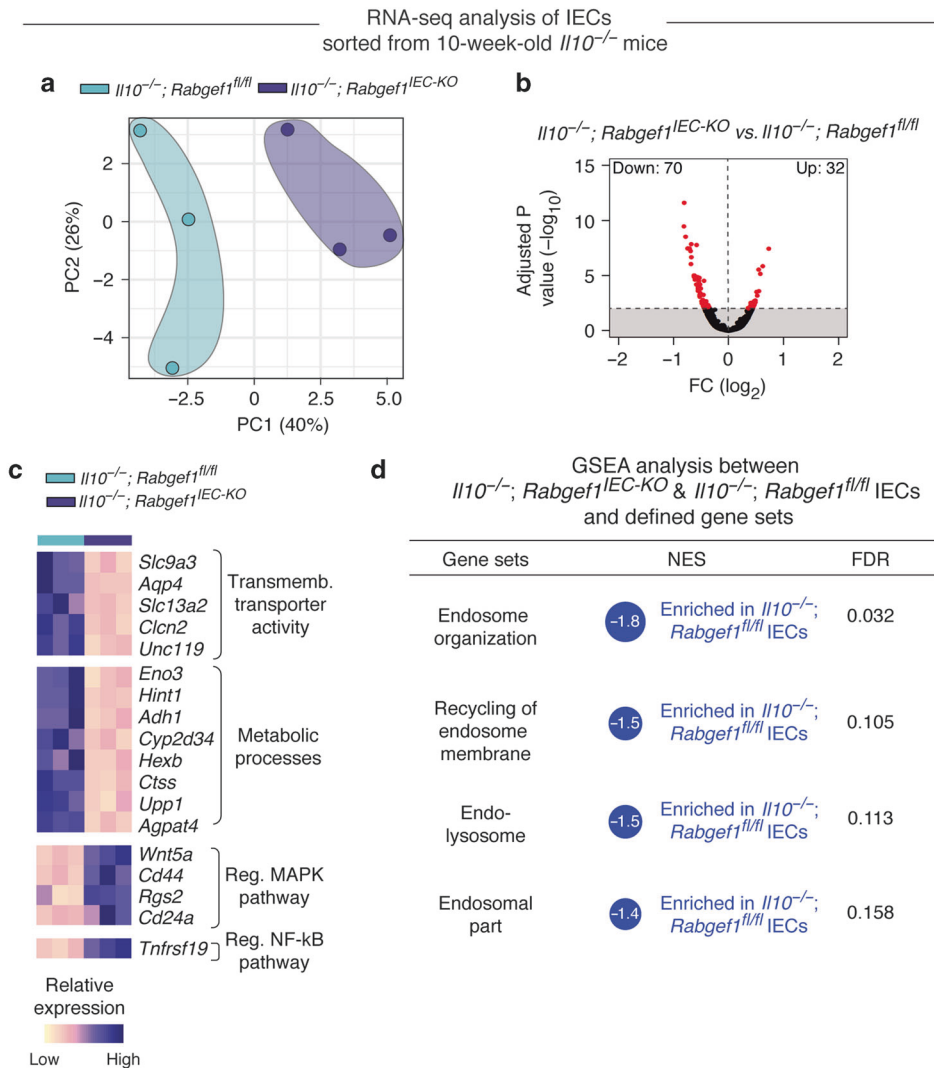 RNA-seq analysis of IECs
sorted from 10-week-old Il10–/– mice
a
Il10–/–; Rabgef1fl/fl
Il10–/–; Rabgef1IEC-KO
2
0
−2
−4
PC2 (26%)
−2.5
0
2.5
5.0
PC1 (40%)
b
Il10–/–; Rabgef1IEC-KO vs. Il10–/–; Rabgef1fl/fl
Down: 70
Up: 32
15
10
5
0
Adjusted P
value (−log10)
−2
−1
0
1
2
FC (log2)
c
Il10–/–; Rabgef1fl/fl
Il10–/–; Rabgef1IEC-KO
Slc9a3
Aqp4
Slc13a2
Clcn2
Unc119
Transmemb.
transporter
activity
Eno3
Hint1
Adh1
Cyp2d34
Hexb
Ctss
Upp1
Agpat4
Metabolic
processes
Wnt5a
Cd44
Rgs2
Cd24a
Reg. MAPK
pathway
Tnfrsf19
Reg. NF-kB
pathway
Relative
expression
Low
High
d
GSEA analysis between
Il10–/–; Rabgef1IEC-KO & Il10–/–; Rabgef1fl/fl IECs
and defined gene sets
Gene sets
NES
FDR
Endosome
organization
−1.8
Enriched in Il10–/–;
Rabgef1fl/fl IECs
0.032
Recycling of
endosome
membrane
−1.5
Enriched in Il10–/–;
Rabgef1fl/fl IECs
0.105
Endo-
lysosome
−1.5
Enriched in Il10–/–;
Rabgef1fl/fl IECs
0.113
Endosomal
part
−1.4
Enriched in Il10–/–;
Rabgef1fl/fl IECs
0.158